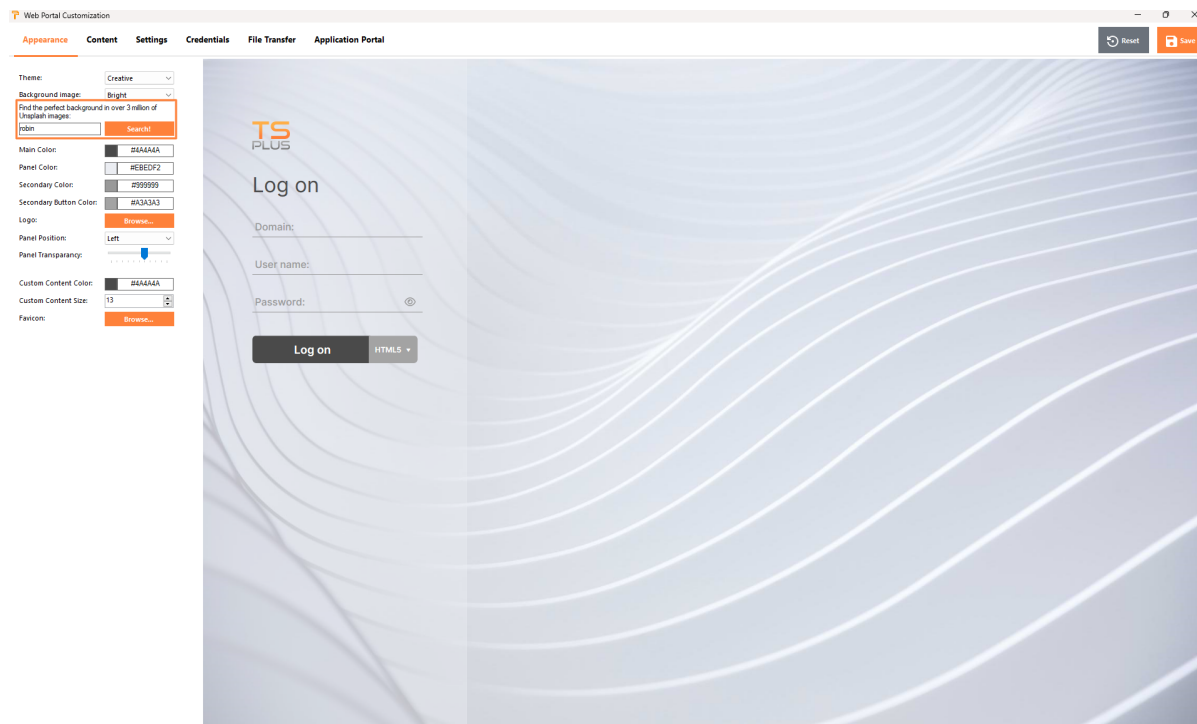 Web Portal Customization
Appearance Content Settings Credentials File Transfer Application Portal
Reset Save
Theme: Creative
Background image: Bright
Find the perfect background in over 3 million of
Unsplash images:
robin Search!
Main Color: #4A4A4A
Panel Color: #EBEDF2
Secondary Color: #999999
Secondary Button Color: #A3A3A3
Logo: Browse...
Panel Position: Left
Panel Transparancy:
Custom Content Color: #4A4A4A
Custom Content Size: 13
Favicon: Browse...
TS
PLUS
Log on
Domain:
User name:
Password:
Log on HTML5